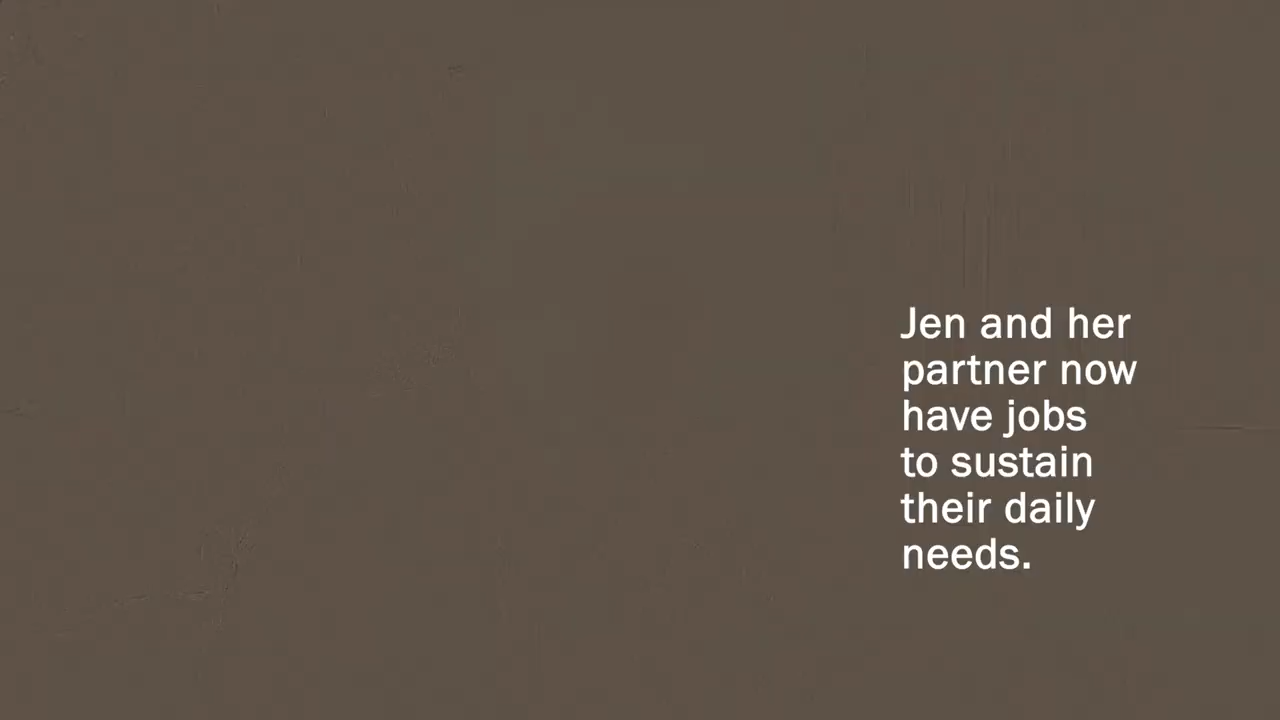 Jen and her
partner now
have jobs
to sustain
their daily
needs.